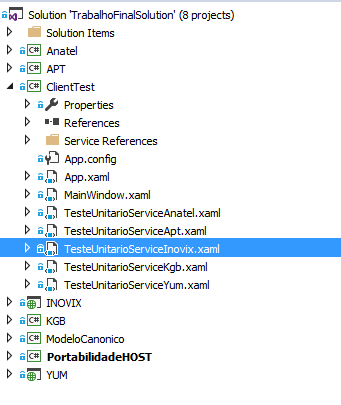 Solution 'TrabalhoFinalSolution' (8 projects)
Solution Items
C# Anatel
C# APT
C# ClientTest
Properties
References
Service References
App.config
App.xaml
MainWindow.xaml
TesteUnitarioServiceAnatel.xaml
TesteUnitarioServiceApt.xaml
TesteUnitarioServiceInovix.xaml
TesteUnitarioServiceKgb.xaml
TesteUnitarioServiceYum.xaml
INOVIX
C# KGB
C# ModeloCanonico
C# PortabilidadeHOST
YUM